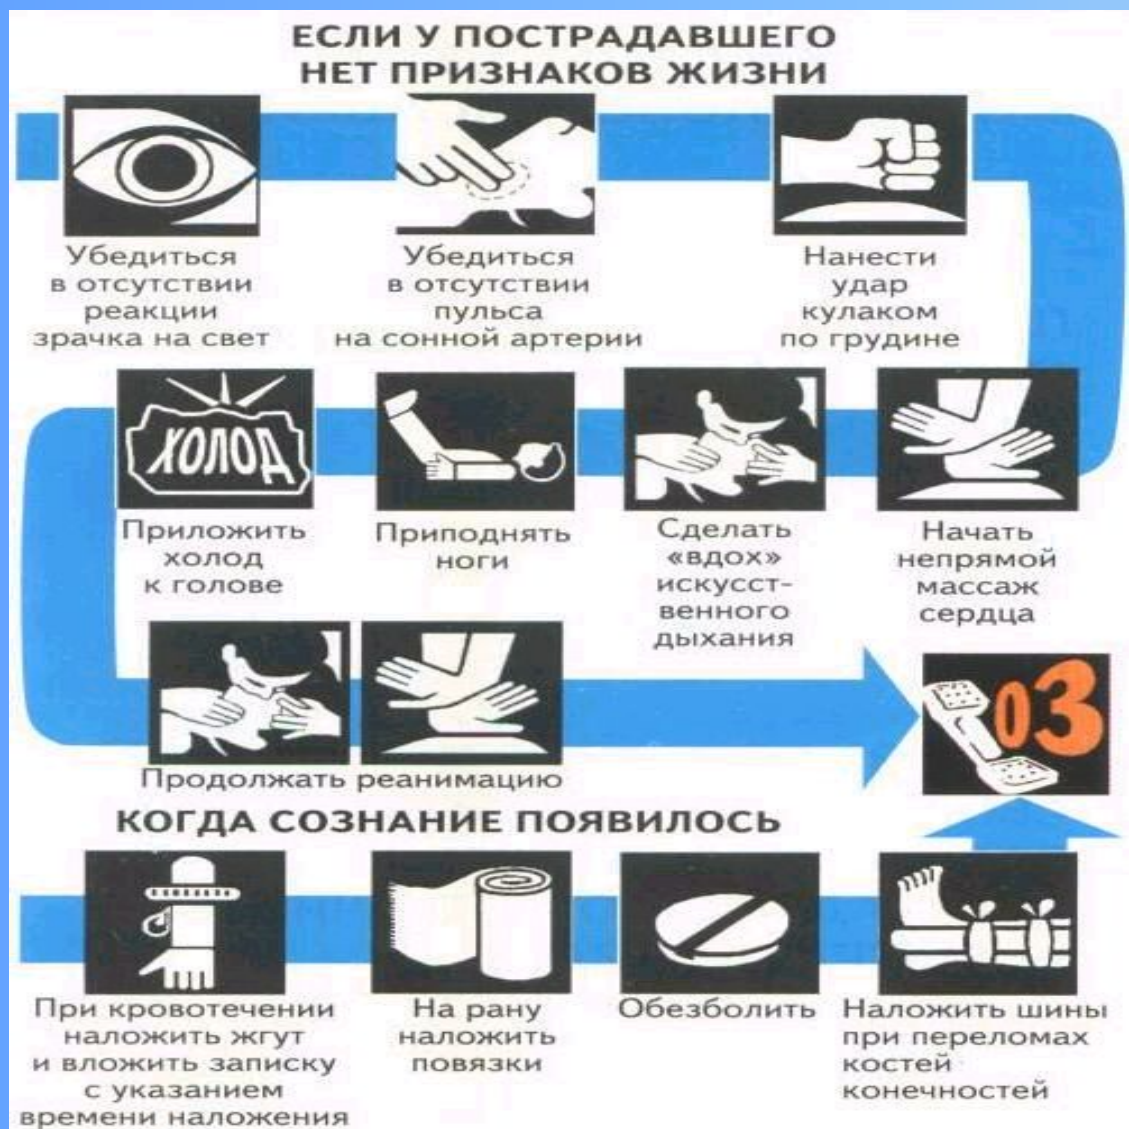 ЕСЛИ У ПОСТРАДАВШЕГО
НЕТ ПРИЗНАКОВ ЖИЗНИ
Убедиться
в отсутствии
реакции
зрачка на свет
Убедиться
в отсутствии
пульса
на сонной артерии
Нанести
удар
кулаком
по грудине
Начать
непрямой
массаж
сердца
Сделать
«вдох»
искусст-
венного
дыхания
Приподнять
ноги
ХОЛОД
Приложить
холод
к голове
Продолжать реанимацию
03
КОГДА СОЗНАНИЕ ПОЯВИЛОСЬ
При кровотечении
наложить жгут
и вложить записку
с указанием
времени наложения
На рану
наложить
повязки
Обезболить
Наложить шины
при переломах
костей
конечностей